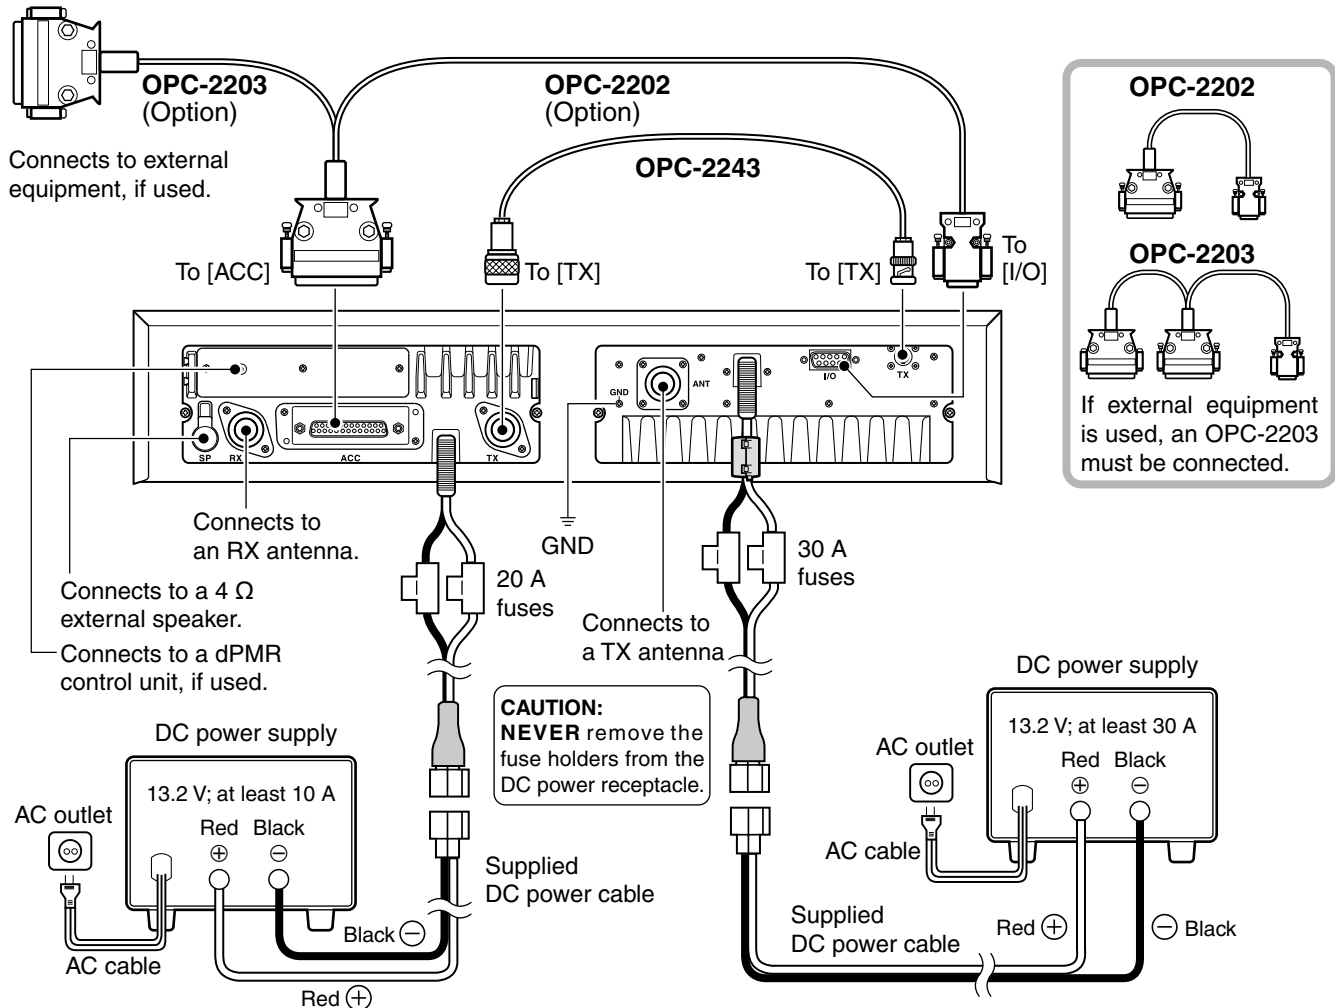 OPC-2203
(Option)
Connects to external
equipment, if used.
OPC-2202
(Option)
OPC-2243
To [ACC]
To [TX]
To [TX]
To
[I/O]
OPC-2202
OPC-2203
If external equipment
is used, an OPC-2203
must be connected.
SP
RX
ACC
TX
GND
ANT
I/O
TX
Connects to
an RX antenna.
Connects to a 4 Ω
external speaker.
Connects to a dPMR
control unit, if used.
20 A
fuses
GND
Connects to
a TX antenna
30 A
fuses
CAUTION:
NEVER remove the
fuse holders from the
DC power receptacle.
DC power supply
13.2 V; at least 10 A
Red Black
⊕ ⊖
AC outlet
AC cable
Supplied
DC power cable
Black ⊖
Red ⊕
DC power supply
13.2 V; at least 30 A
Red Black
⊕ ⊖
AC outlet
AC cable
Supplied
DC power cable
Red ⊕
⊖ Black